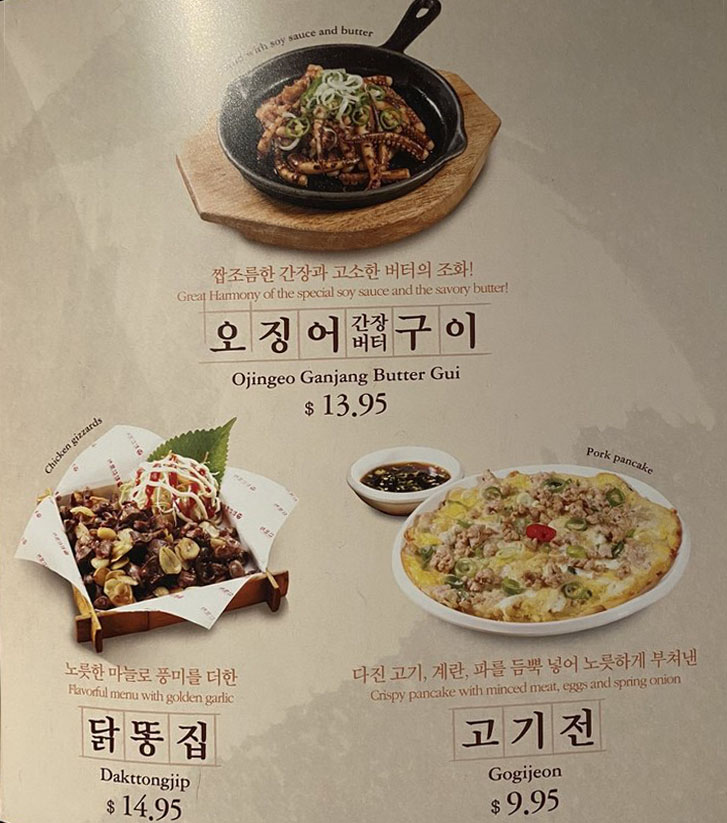 with soy sauce and butter
짭조름한 간장과 고소한 버터의 조화!
Great Harmony of the special soy sauce and the savory butter!
오징어 간장 버터 구이
Ojingeo Ganjang Butter Gui
$ 13.95
Chicken gizzards
노릇한 마늘로 풍미를 더한
Flavorful menu with golden garlic
닭똥집
Dakttongjip
$ 14.95
Pork pancake
다진 고기, 계란, 파를 듬뿍 넣어 노릇하게 부쳐낸
Crispy pancake with minced meat, eggs and spring onion
고기전
Gogijeon
$ 9.95